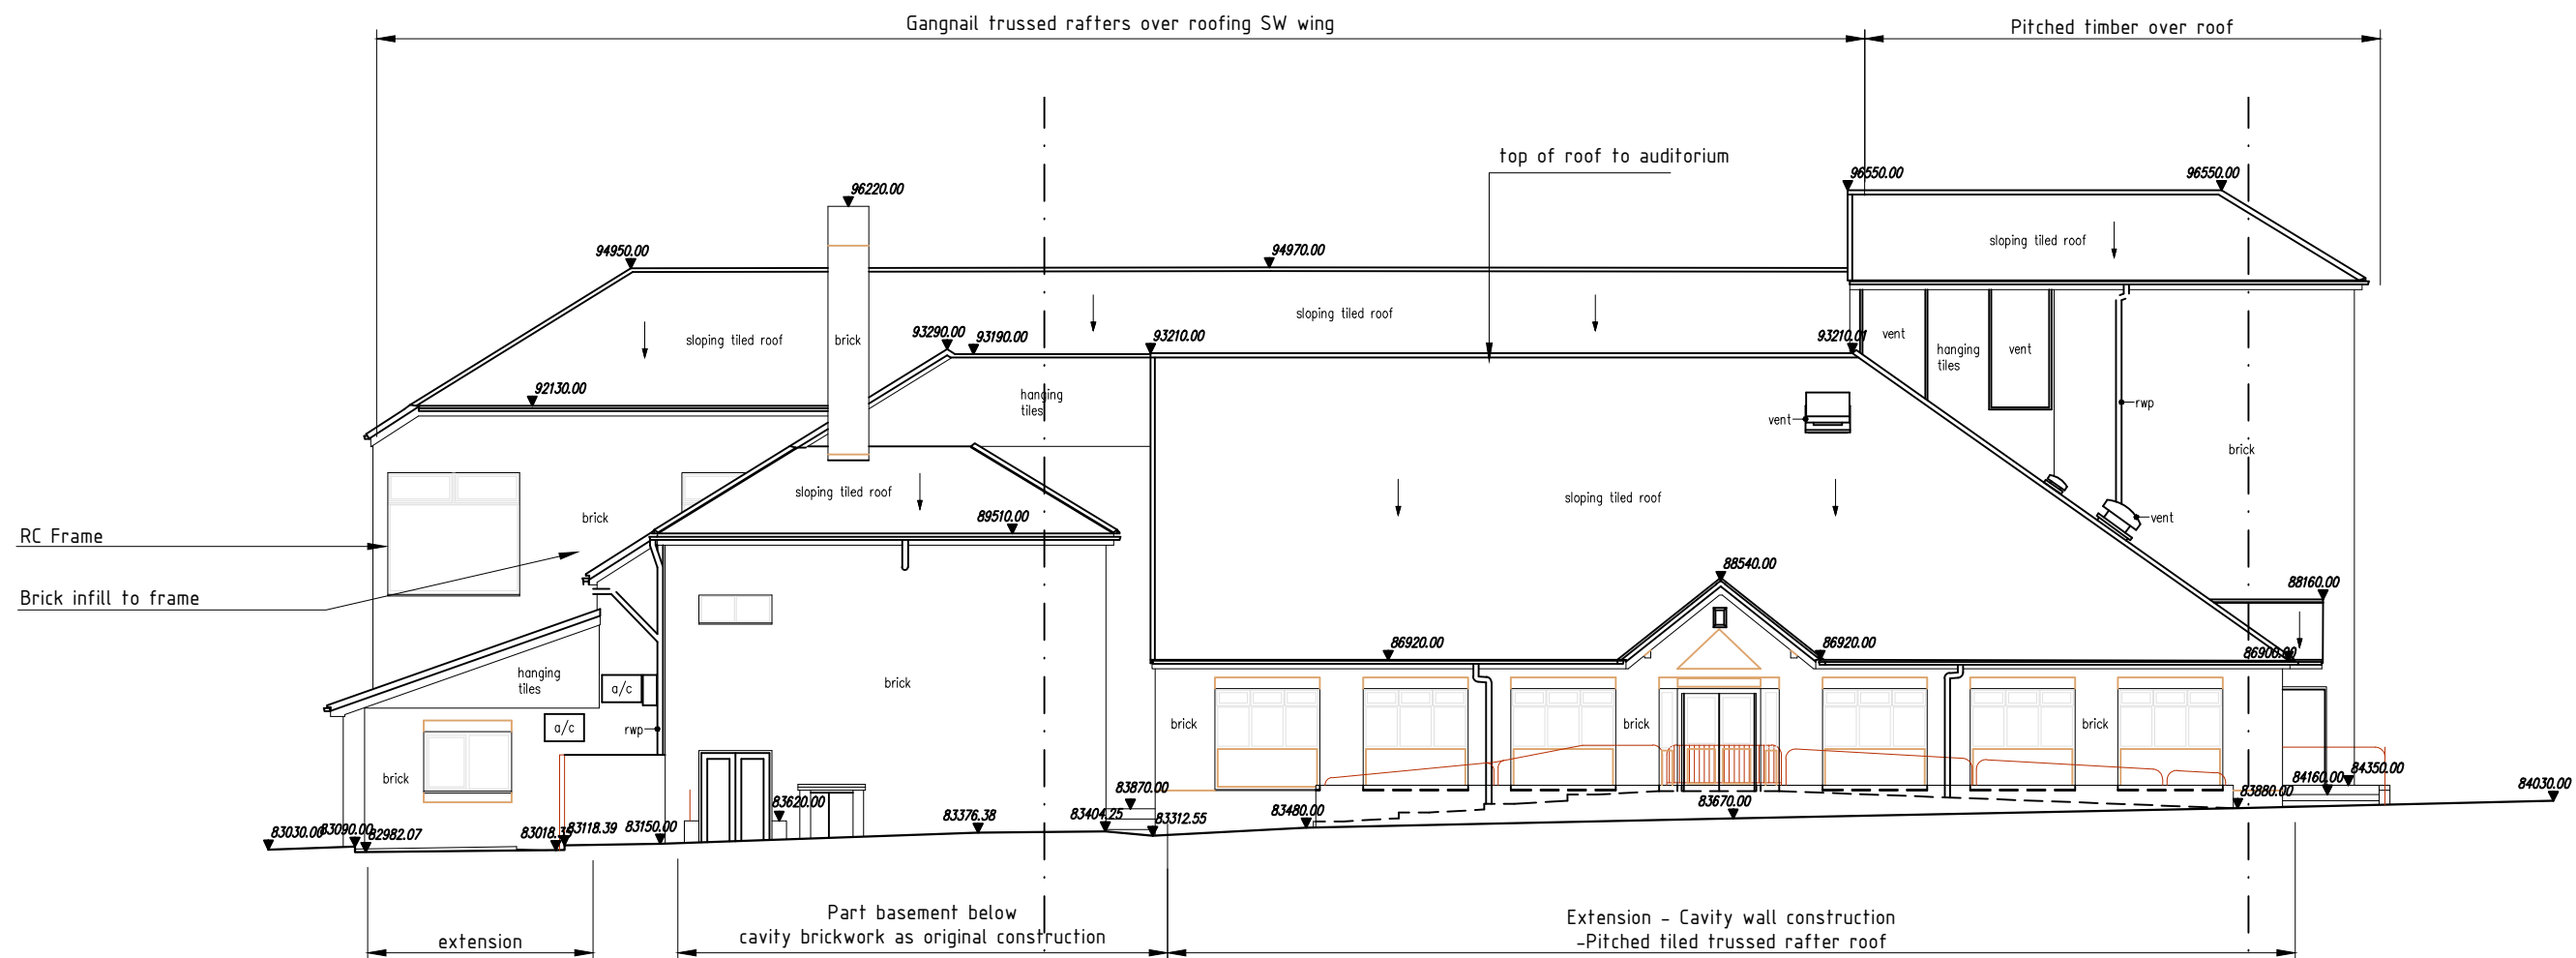 Gangnail trussed rafters over roofing SW wing
Pitched timber over roof
top of roof to auditorium
96550.00
96550.00
96220.00
94950.00
94970.00
sloping tiled roof
sloping tiled roof
sloping tiled roof
brick
93290.00
93190.00
93210.00
93210.01
vent
hanging
tiles
vent
92130.00
hanging
tiles
vent
rwp
brick
sloping tiled roof
sloping tiled roof
89510.00
brick
vent
RC Frame
Brick infill to frame
88540.00
88160.00
86920.00
86920.00
86900.00
hanging
tiles
a/c
brick
a/c
rwp
brick
brick
brick
brick
83870.00
84160.00
84350.00
84030.00
83620.00
83880.00
83030.00
83090.00
82982.07
83118.39
83150.00
83376.38
83404.25
83312.55
83480.00
83670.00
Part basement below
cavity brickwork as original construction
extension
Extension - Cavity wall construction
-Pitched tiled trussed rafter roof